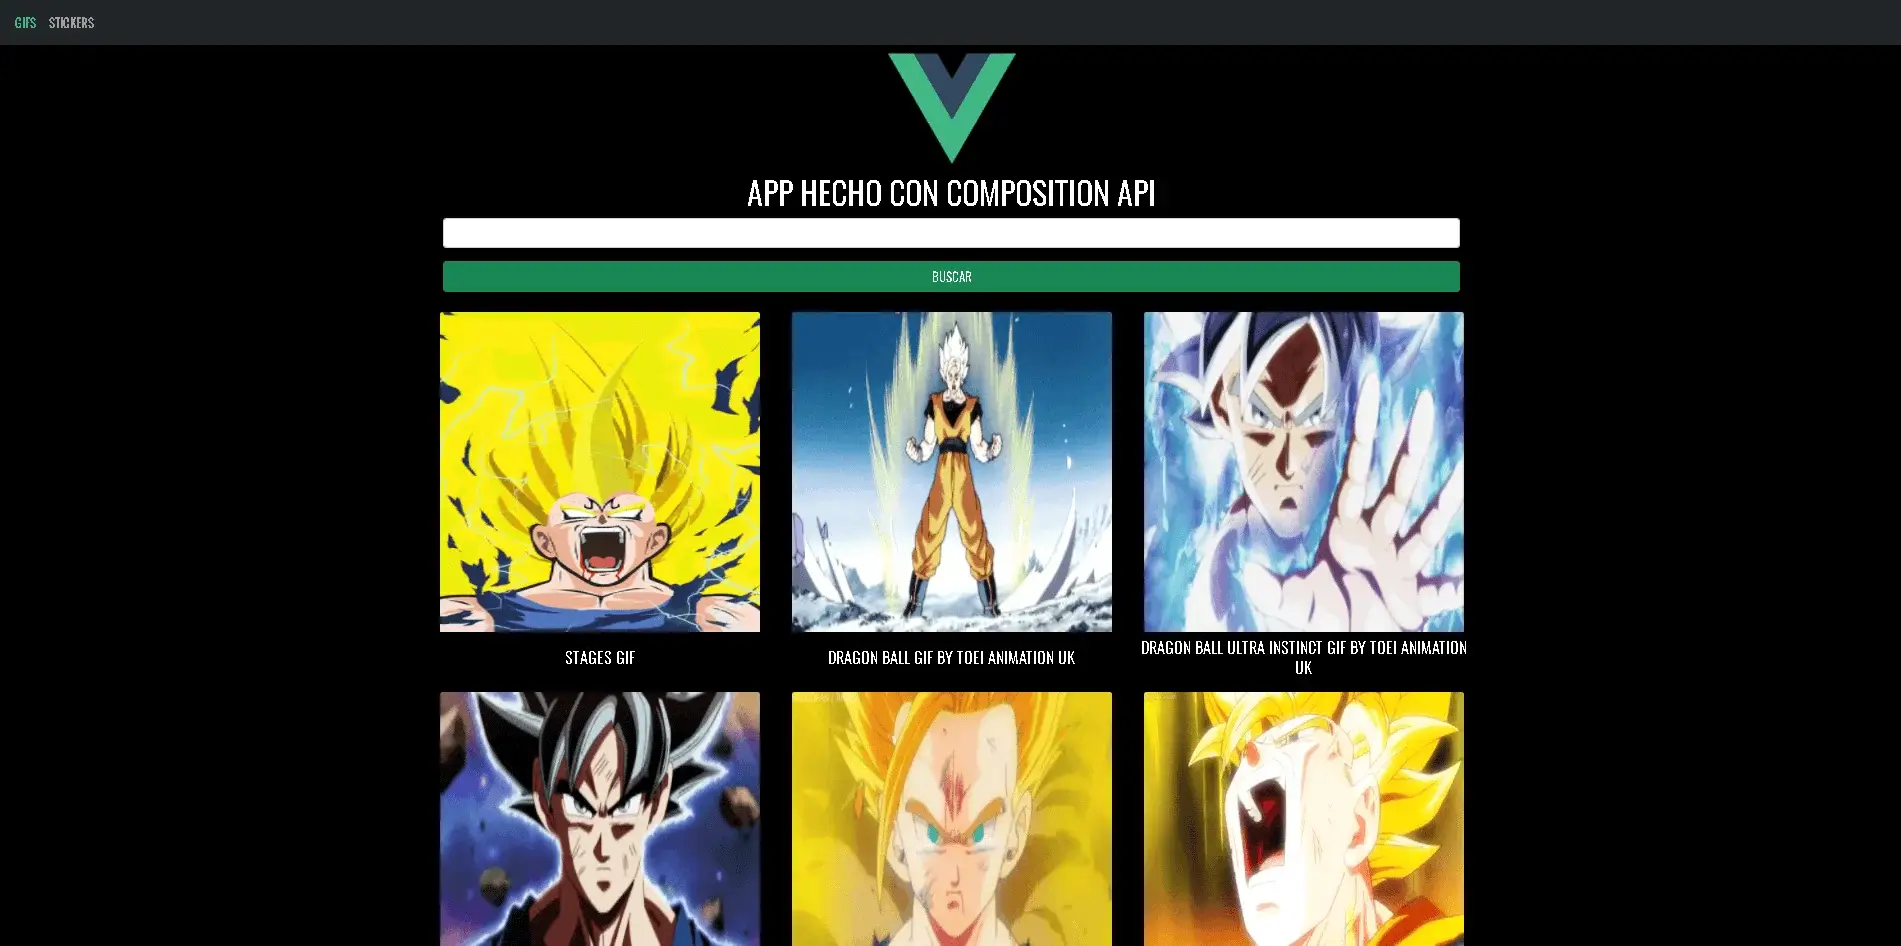 GIFS STICKERS
APP HECHO CON COMPOSITION API
BUSCAR
STAGES GIF
DRAGON BALL GIF BY TOEI ANIMATION UK
DRAGON BALL ULTRA INSTINCT GIF BY TOEI ANIMATION
UK